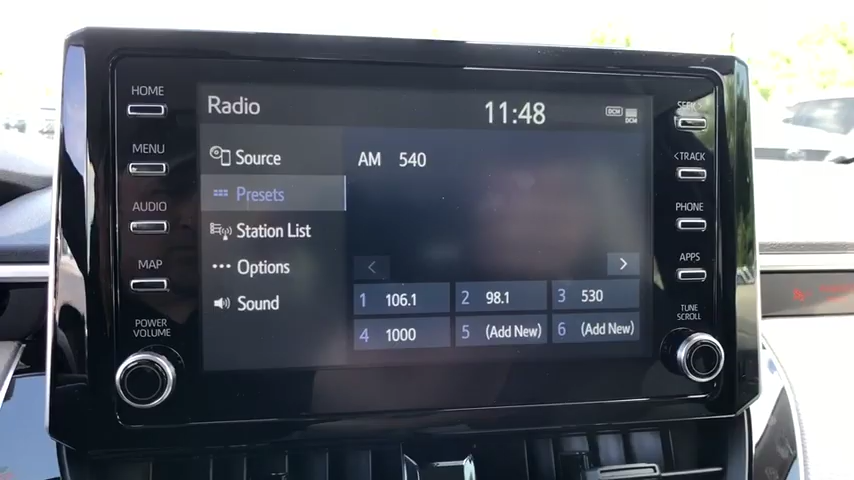 HOME
MENU
AUDIO
MAP
POWER
VOLUME
Radio
11:48
DCM
DCM
Source
Presets
Station List
Options
Sound
AM 540
<
>
1 106.1
2 98.1
3 530
4 1000
5 (Add New)
6 (Add New)
SEEK>
<TRACK
PHONE
APPS
TUNE
SCROLL